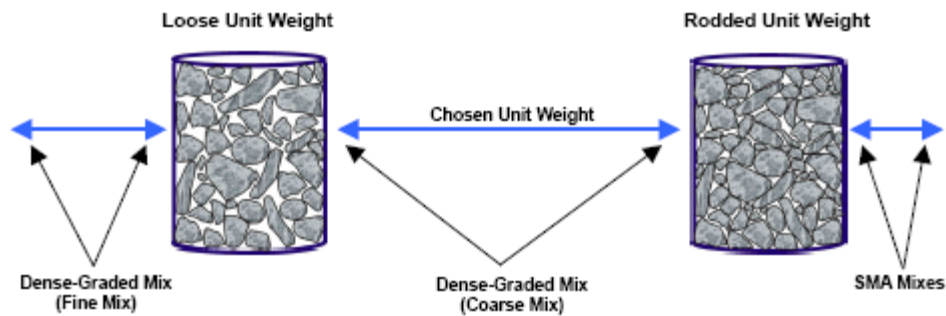 Loose Unit Weight
Rodded Unit Weight
Chosen Unit Weight
Dense-Graded Mix
(Fine Mix)
Dense-Graded Mix
(Coarse Mix)
SMA Mixes